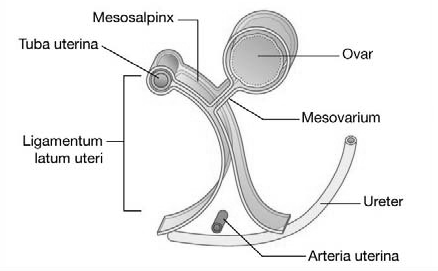 Mesosalpinx
Tuba uterina
Ovar
Mesovarium
Ligamentum
latum uteri
Ureter
Arteria uterina